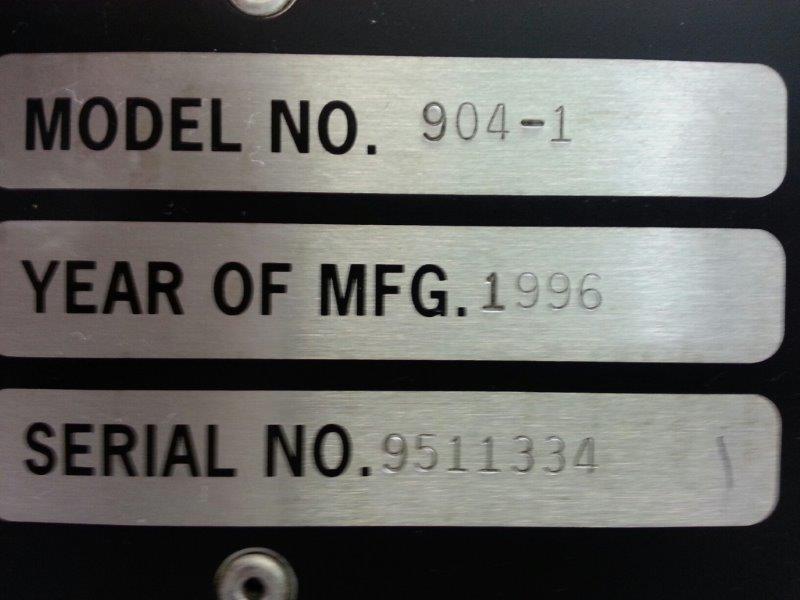 MODEL NO. 904-1
YEAR OF MFG. 1996
SERIAL NO. 9511334